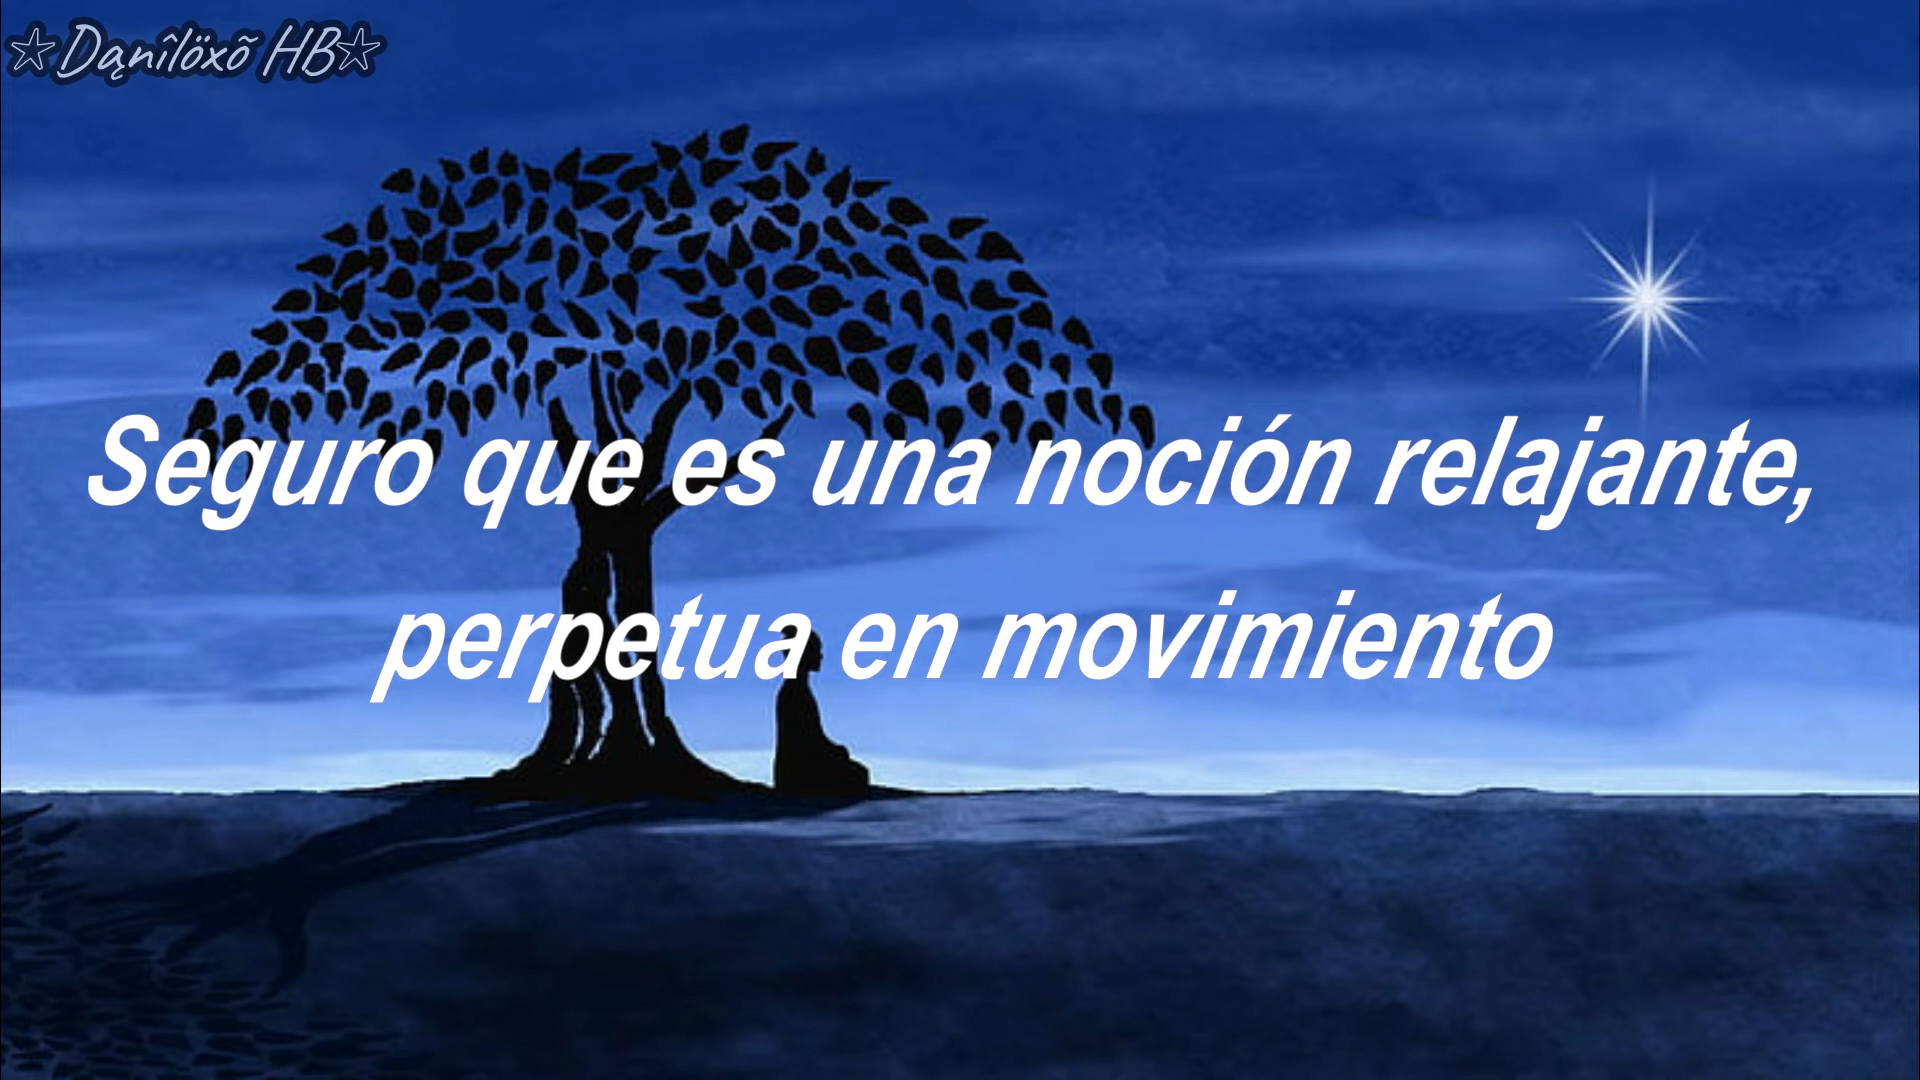 ☆Dąnîlöxõ HB☆
Seguro que es una noción relajante,
perpetua en movimiento